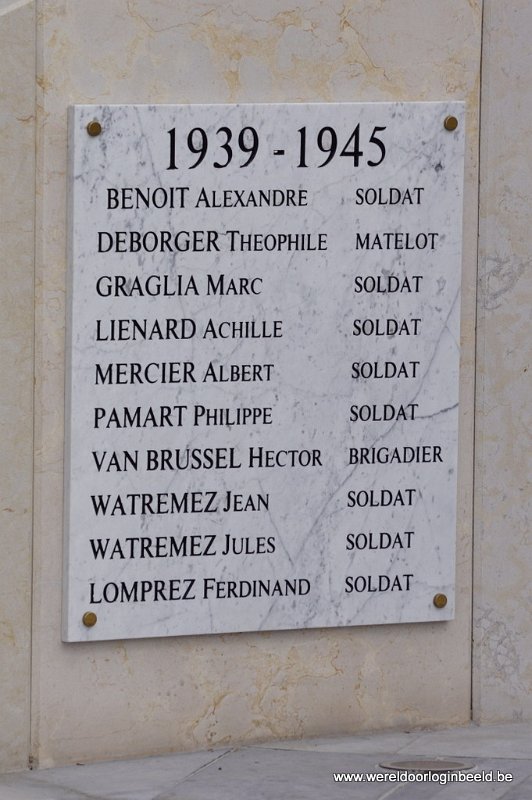 1939 - 1945
BENOIT ALEXANDRE SOLDAT
DEBORGER THEOPHILE MATELOT
GRAGLIA MARC SOLDAT
LIENARD ACHILLE SOLDAT
MERCIER ALBERT SOLDAT
PAMART PHILIPPE SOLDAT
VAN BRUSSEL HECTOR BRIGADIER
WATREMEZ JEAN SOLDAT
WATREMEZ JULES SOLDAT
LOMPREZ FERDINAND SOLDAT
www.wereldoorloginbeeld.be